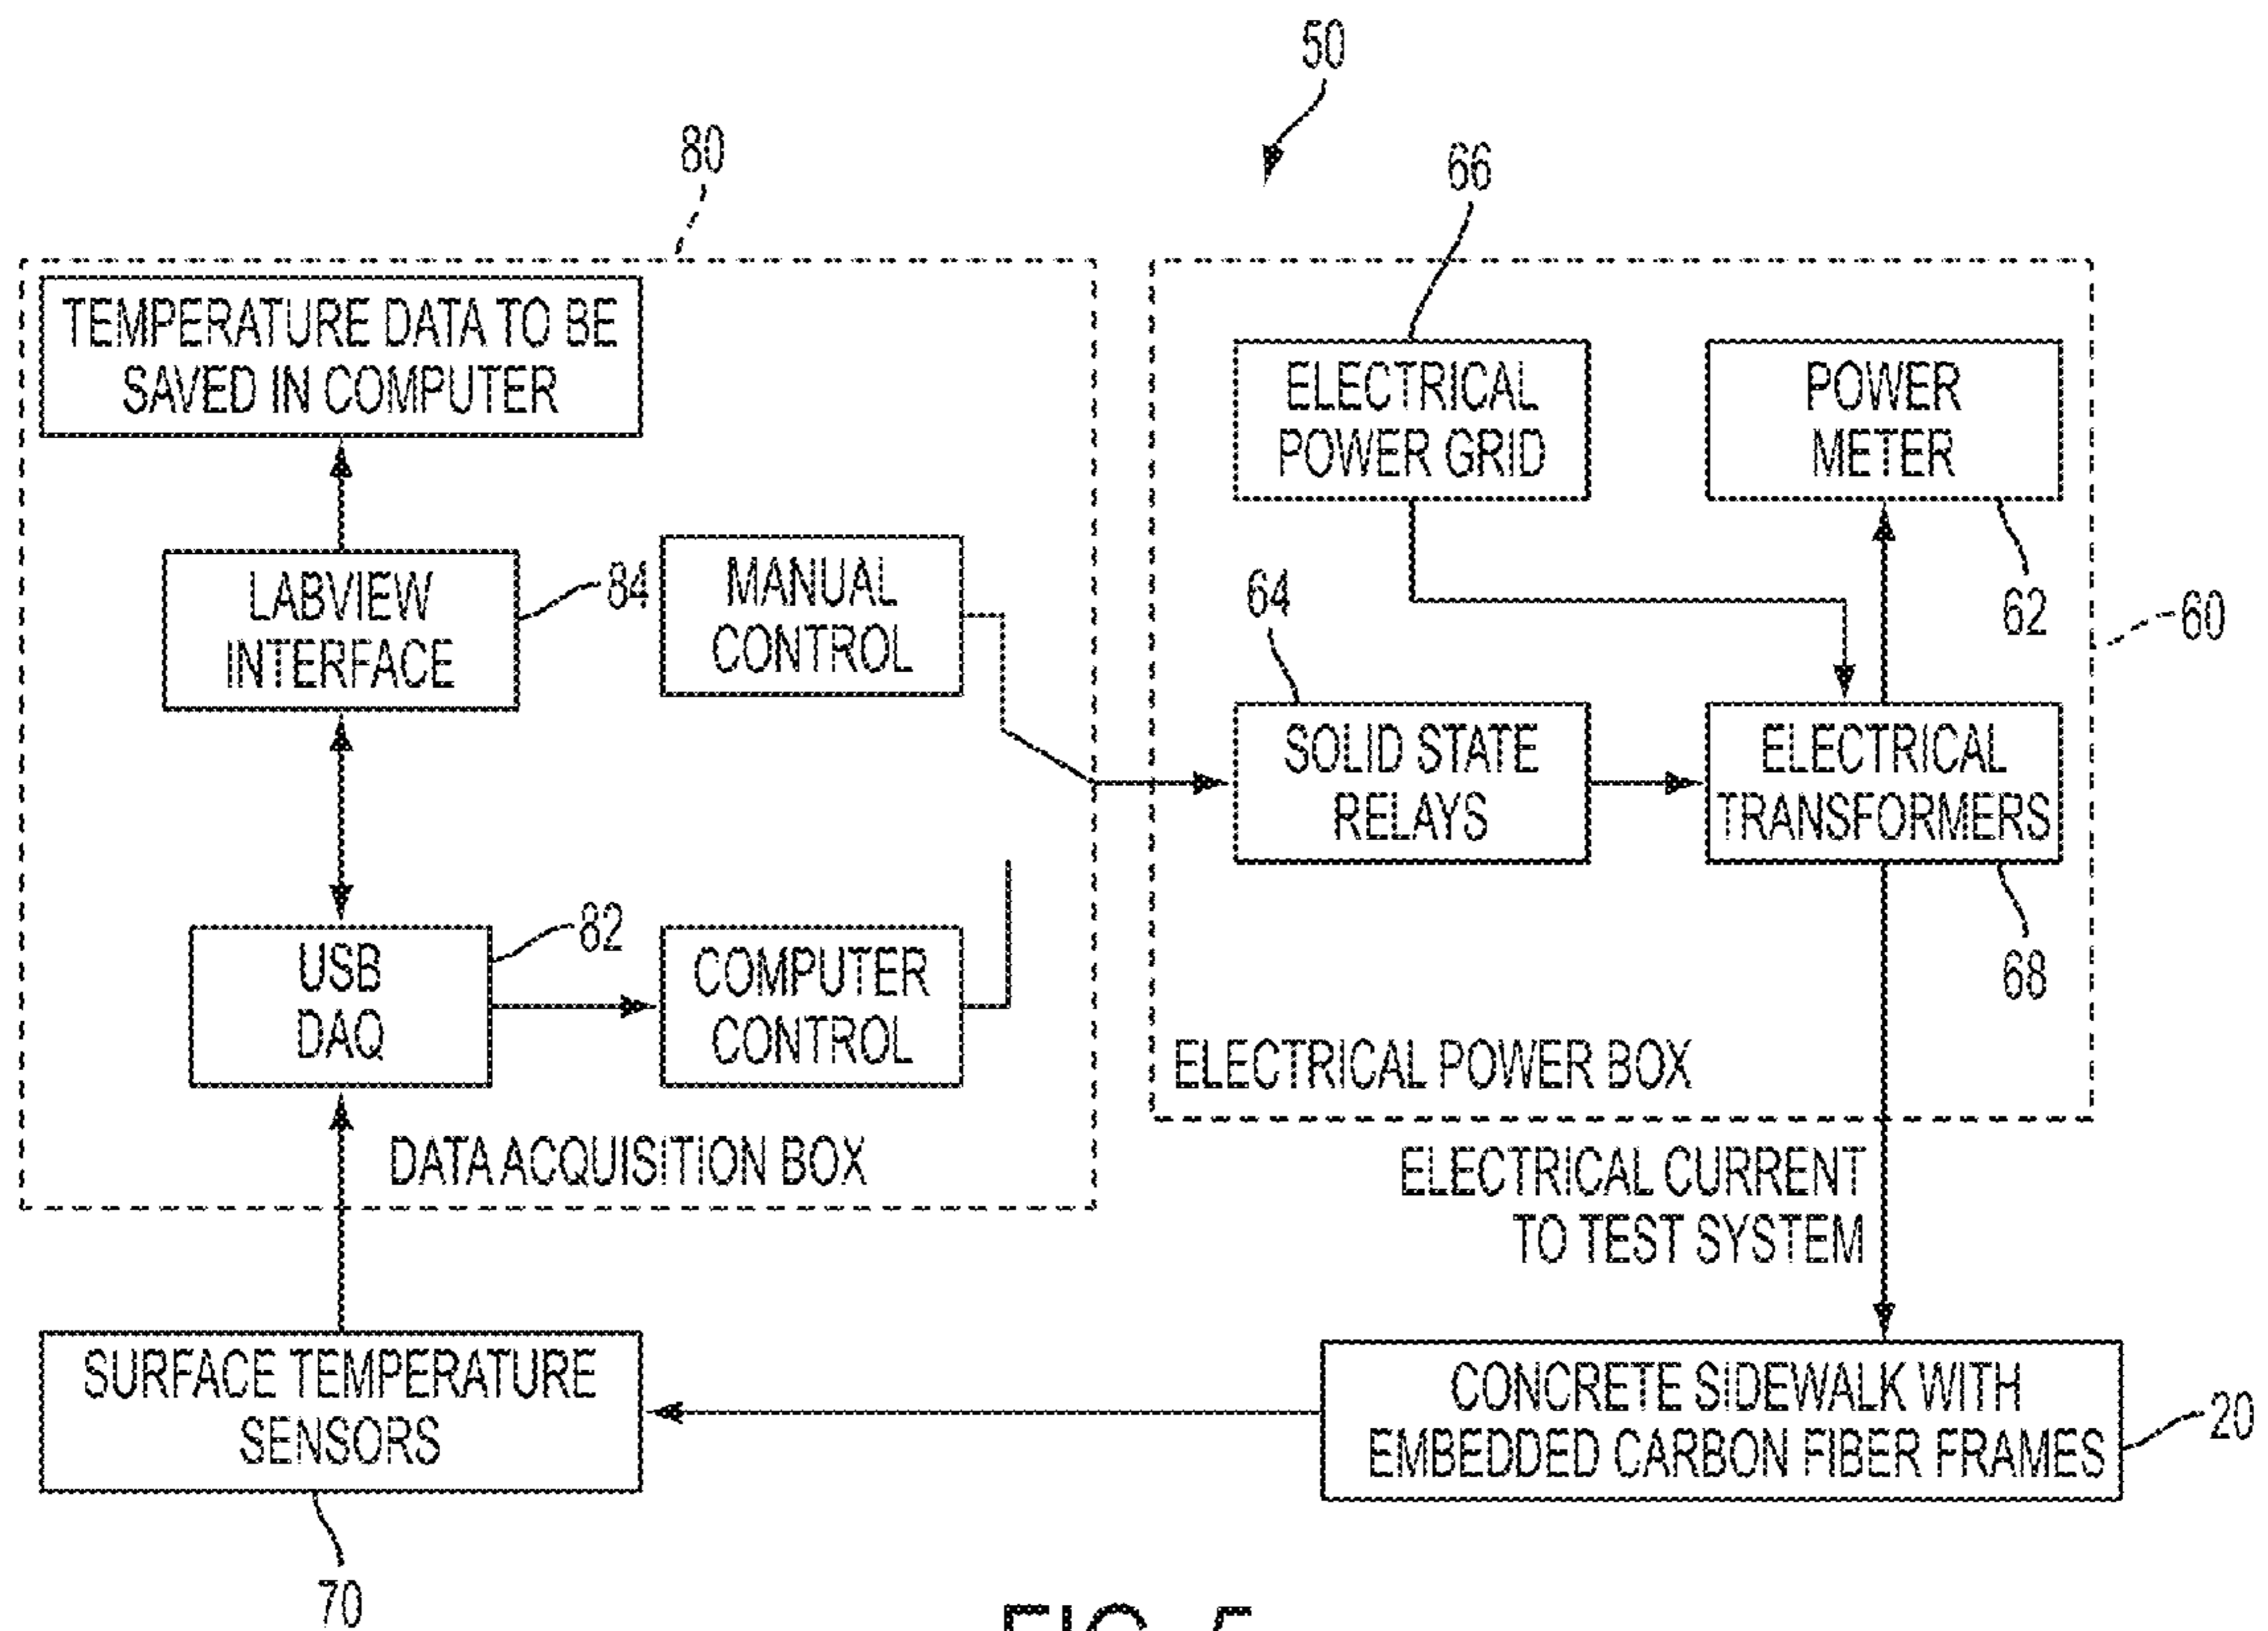 50
80
66
TEMPERATURE DATA TO BE
SAVED IN COMPUTER
ELECTRICAL
POWER GRID
POWER
METER
LABVIEW
INTERFACE
84
MANUAL
CONTROL
64
62
60
SOLID STATE
RELAYS
ELECTRICAL
TRANSFORMERS
USB
DAQ
82
COMPUTER
CONTROL
68
ELECTRICAL POWER BOX
DATA ACQUISITION BOX
ELECTRICAL CURRENT
TO TEST SYSTEM
SURFACE TEMPERATURE
SENSORS
CONCRETE SIDEWALK WITH
EMBEDDED CARBON FIBER FRAMES
20
70
FIG. 5